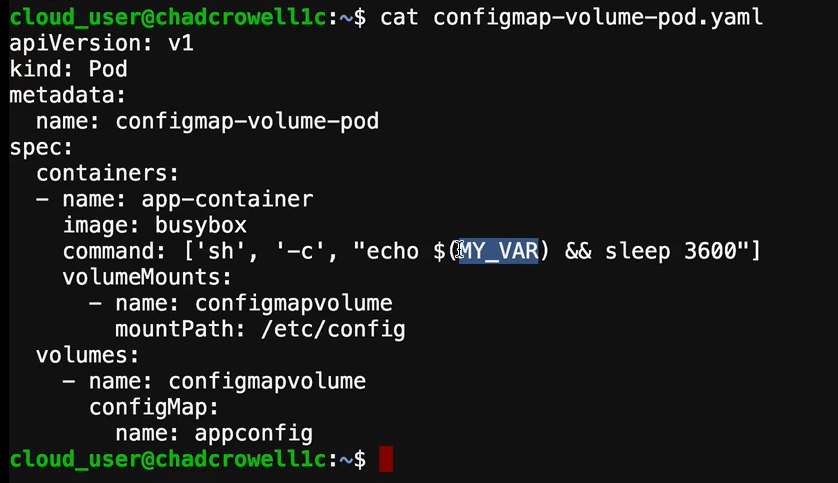 cloud_user@chadcrowell1c:~$ cat configmap-volume-pod.yaml
apiVersion: v1
kind: Pod
metadata:
  name: configmap-volume-pod
spec:
  containers:
  - name: app-container
    image: busybox
    command: ['sh', '-c', "echo $(MY_VAR) && sleep 3600"]
    volumeMounts:
      - name: configmapvolume
        mountPath: /etc/config
  volumes:
    - name: configmapvolume
      configMap:
        name: appconfig
cloud_user@chadcrowell1c:~$